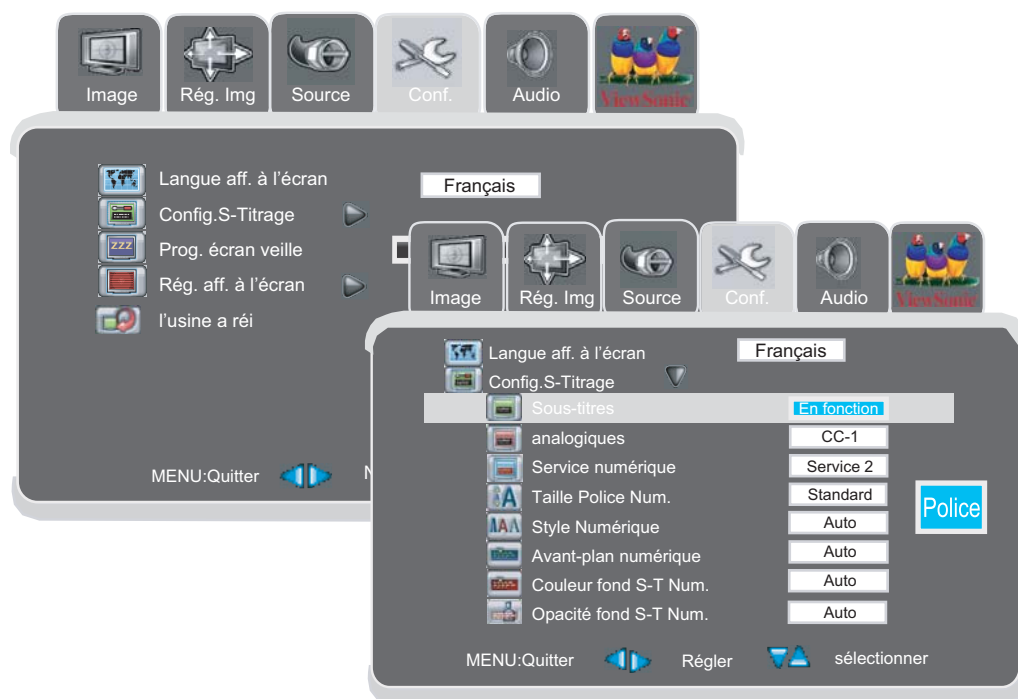 Image Rég. Img Source Conf. Audio ViewSonic
Langue aff. à l'écran Français
Config.S-Titrage
Prog. écran veille
zzz
Rég. aff. à l'écran
l'usine a réi
MENU:Quitter
Image Rég. Img Source Conf. Audio ViewSonic
Langue aff. à l'écran Français
Config.S-Titrage
Sous-titres En fonction
analogiques CC-1
Service numérique Service 2
Taille Police Num. Standard
Style Numérique Auto
Avant-plan numérique Auto
Couleur fond S-T Num. Auto
Opacité fond S-T Num. Auto
Police
MENU:Quitter Régler sélectionner